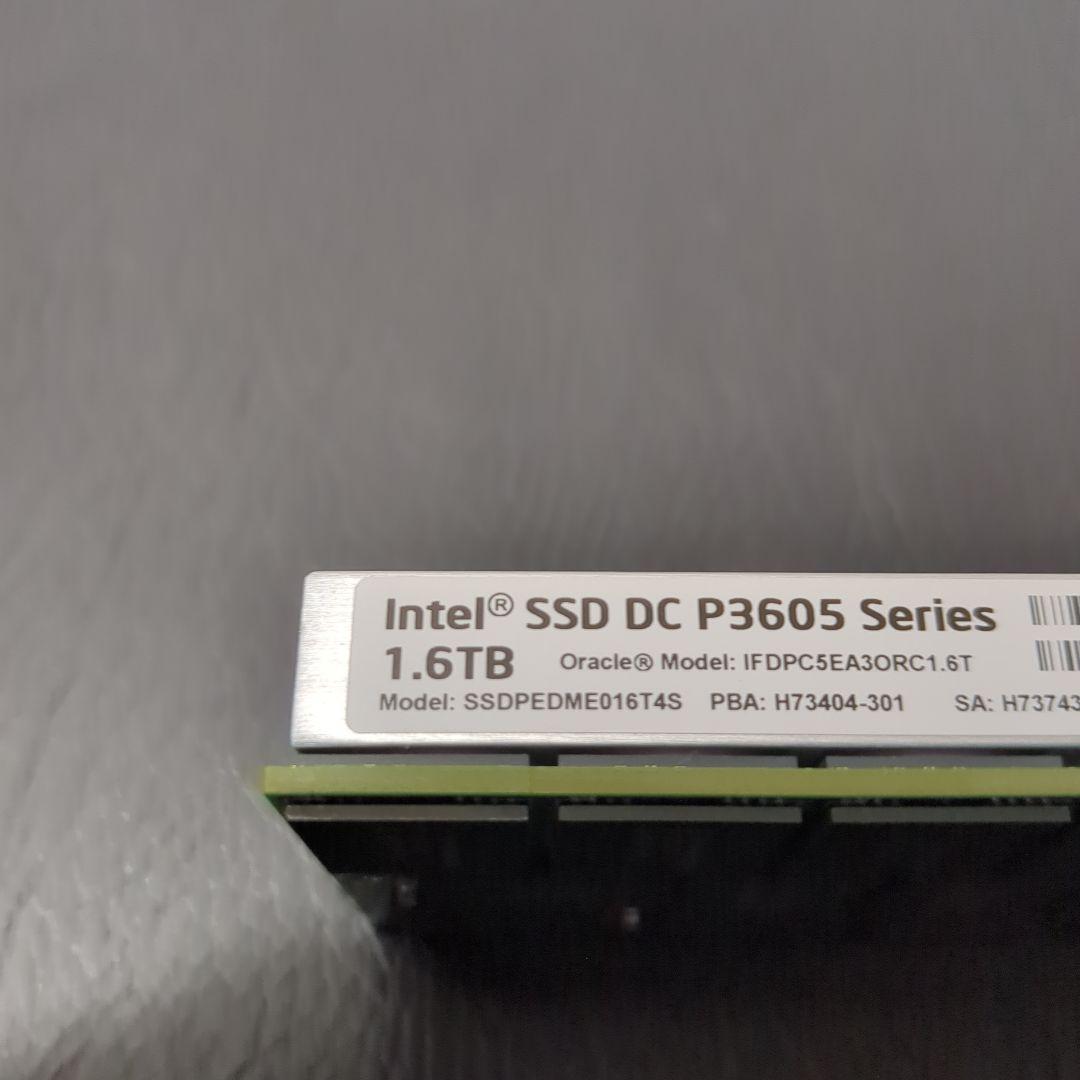 Intel® SSD DC P3605 Series
1.6TB Oracle® Model: IFDPC5EA3ORC1.6T
Model: SSDPEDME016T4S PBA: H73404-301 SA: H73743